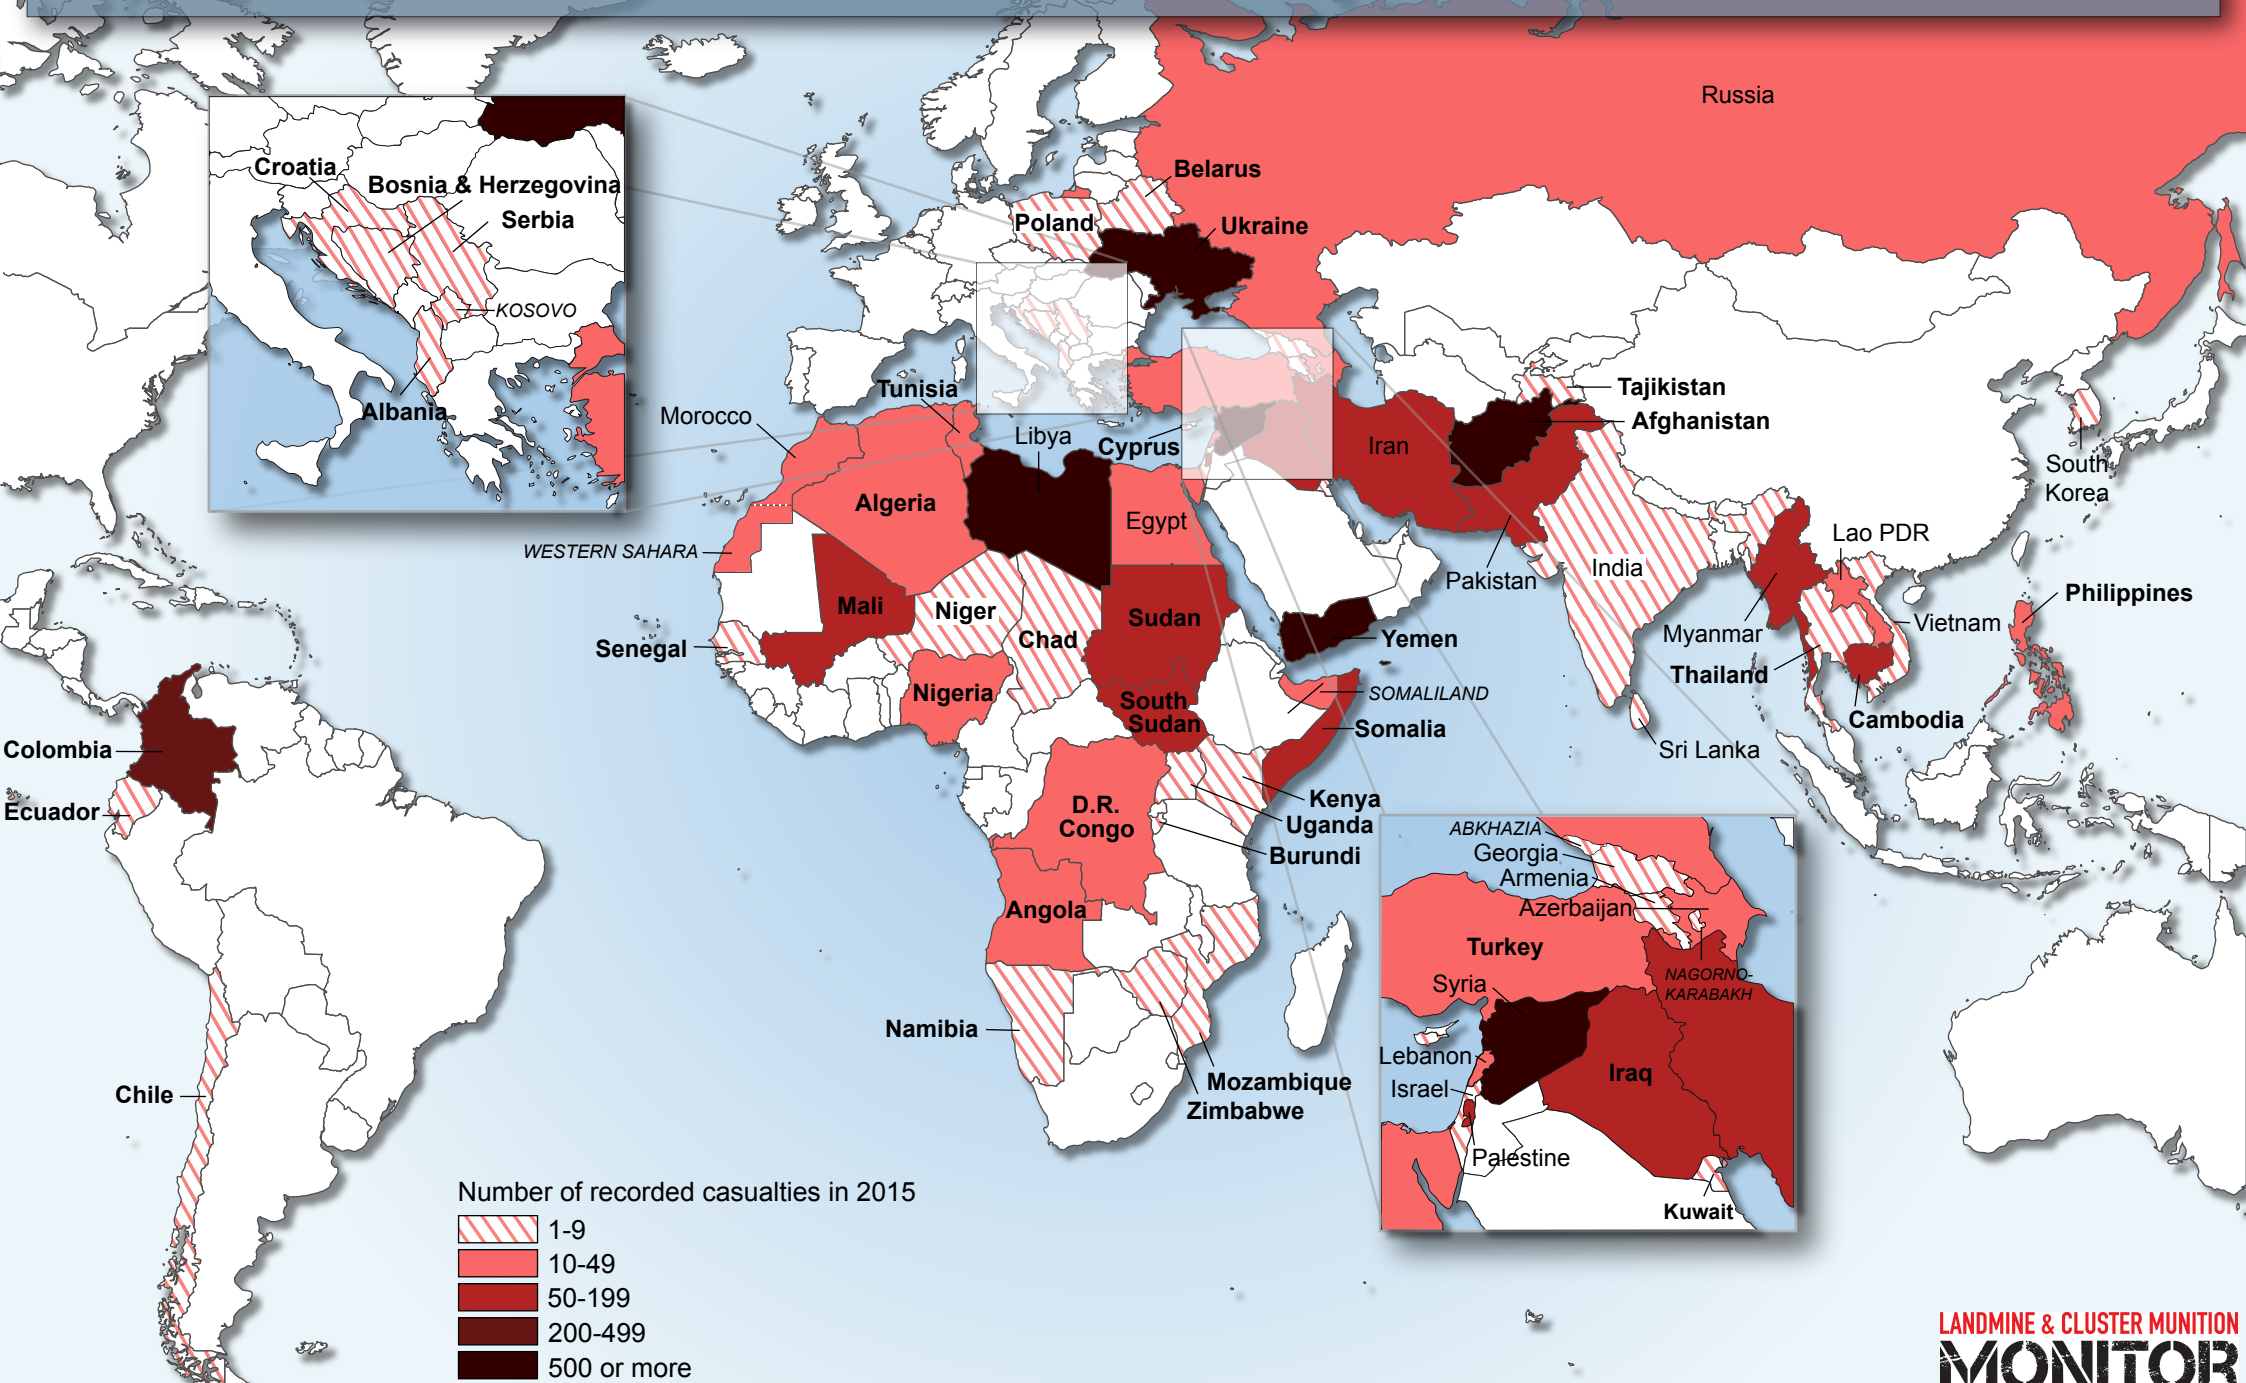 Russia
Croatia
Bosnia & Herzegovina
Serbia
KOSOVO
Albania
Belarus
Poland
Ukraine
Tunisia
Morocco
Libya
Cyprus
Iran
Tajikistan
Afghanistan
South
Korea
Algeria
Egypt
WESTERN SAHARA
Pakistan
India
Lao PDR
Philippines
Mali
Niger
Sudan
Senegal
Chad
Yemen
Myanmar
Vietnam
Thailand
Nigeria
South
Sudan
SOMALILAND
Somalia
Cambodia
Sri Lanka
Colombia
Ecuador
D.R.
Congo
Kenya
Uganda
Burundi
Angola
ABKHAZIA
Georgia
Armenia
Azerbaijan
Turkey
NAGORNO-
KARABAKH
Syria
Lebanon
Iraq
Israel
Palestine
Kuwait
Namibia
Mozambique
Zimbabwe
Chile
Number of recorded casualties in 2015
1-9
10-49
50-199
200-499
500 or more
LANDMINE & CLUSTER MUNITION
MONITOR